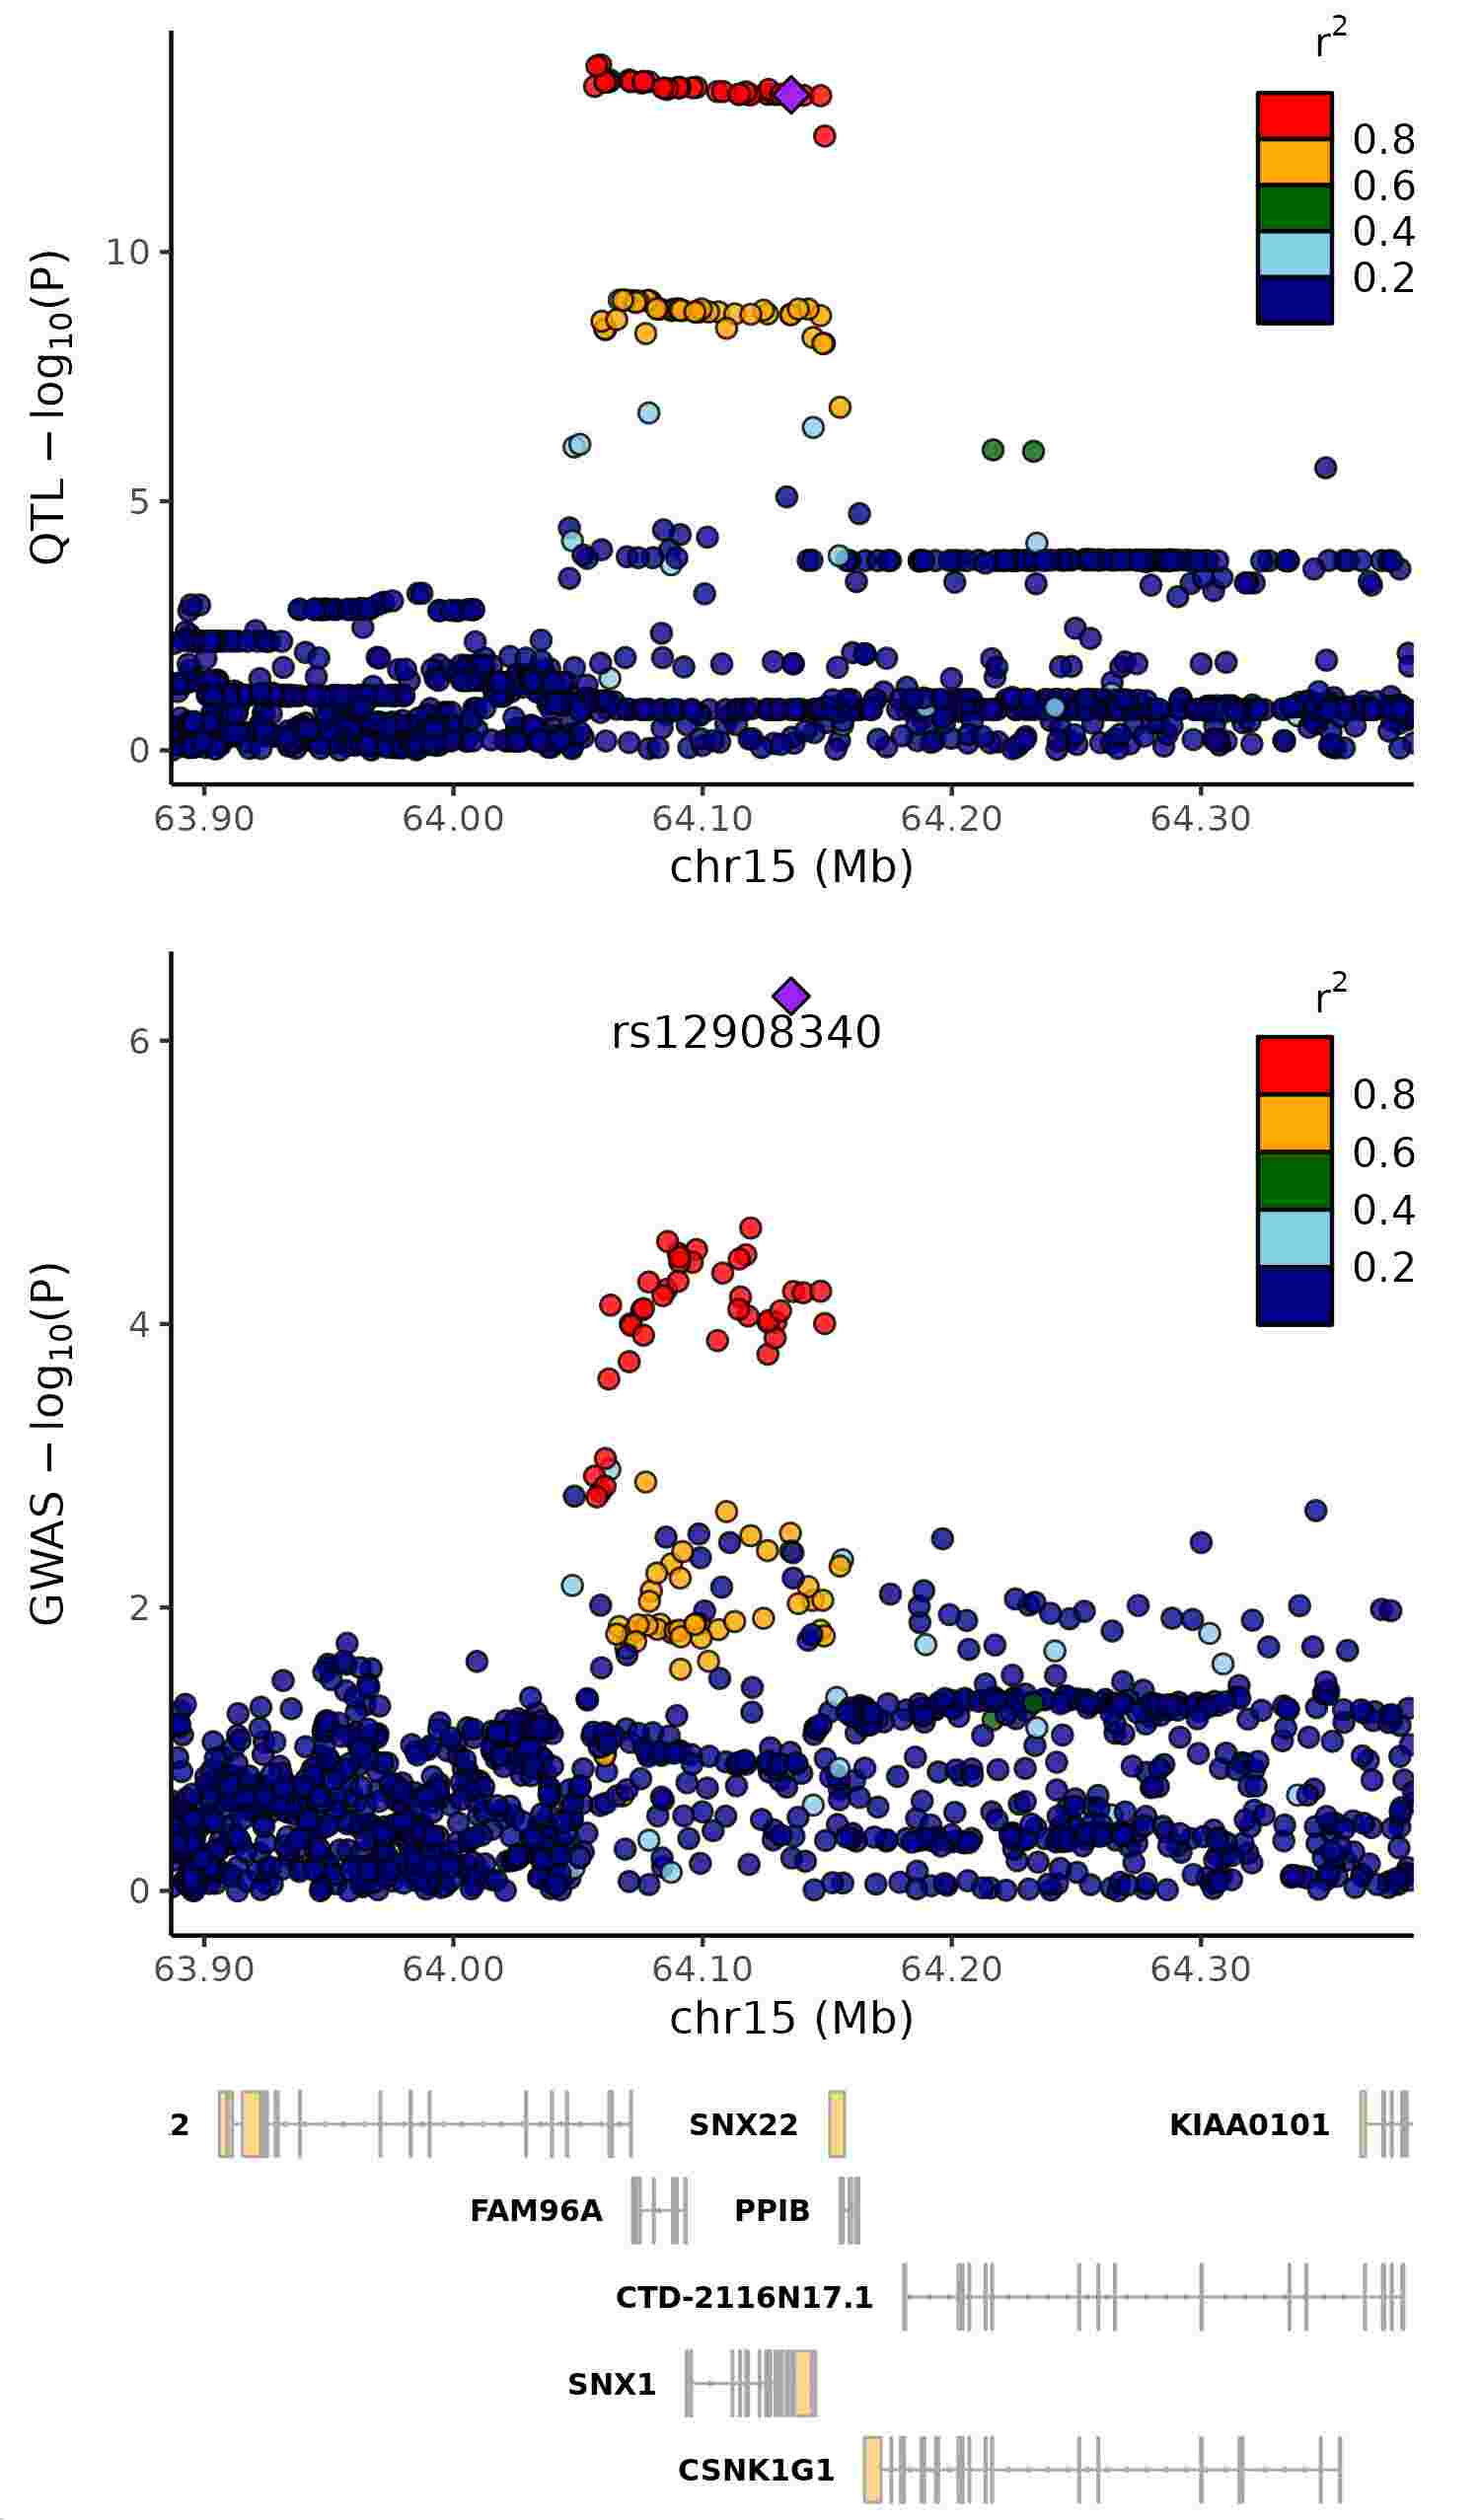 r2
0.8
0.6
0.4
0.2
QTL − log10(P)
10
5
0
63.90 64.00 64.10 64.20 64.30
chr15 (Mb)
r2
0.8
0.6
0.4
0.2
GWAS − log10(P)
6
4
2
0
rs12908340
63.90 64.00 64.10 64.20 64.30
chr15 (Mb)
2 SNX22 KIAA0101
FAM96A PPIB
CTD-2116N17.1
SNX1
CSNK1G1